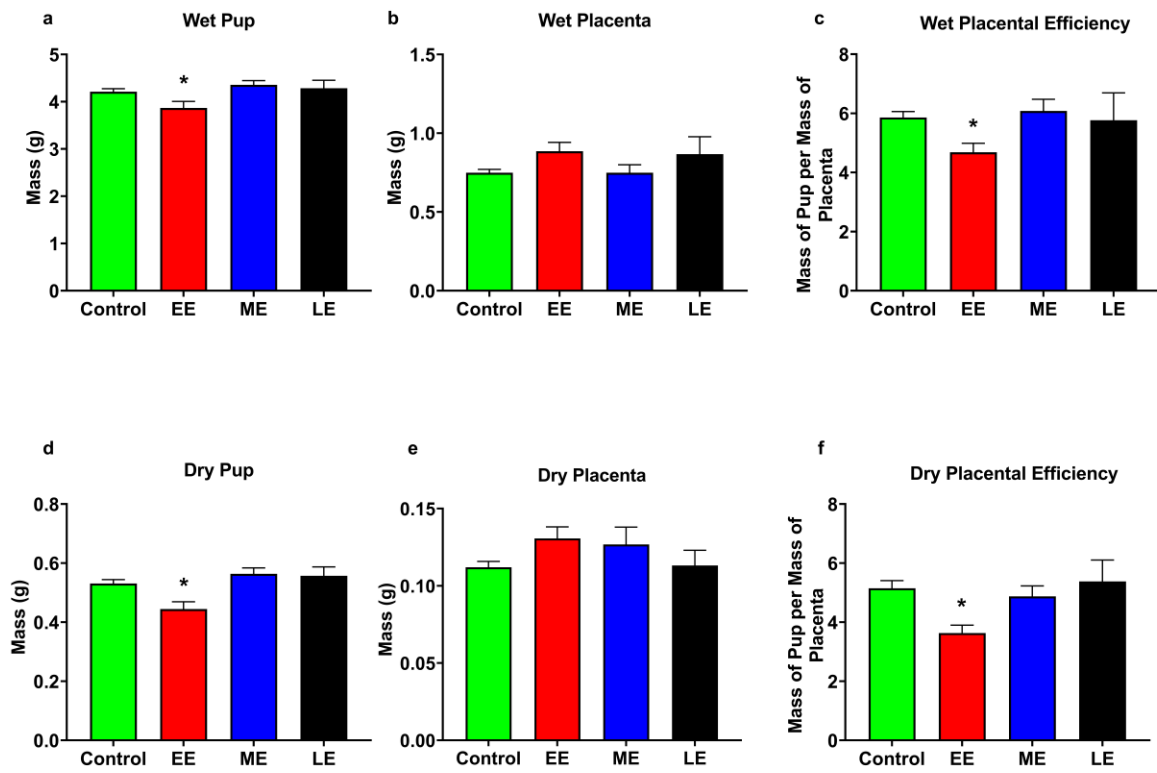 a
Wet Pup
Mass (g)
5
4
3
2
1
0
*
Control EE ME LE
b
Wet Placenta
Mass (g)
1.5
1.0
0.5
0.0
Control EE ME LE
c
Wet Placental Efficiency
Mass of Pup per Mass of
Placenta
8
6
4
2
0
*
Control EE ME LE
d
Dry Pup
Mass (g)
0.8
0.6
0.4
0.2
0.0
*
Control EE ME LE
e
Dry Placenta
Mass (g)
0.15
0.10
0.05
0.00
Control EE ME LE
f
Dry Placental Efficiency
Mass of Pup per Mass of
Placenta
8
6
4
2
0
*
Control EE ME LE